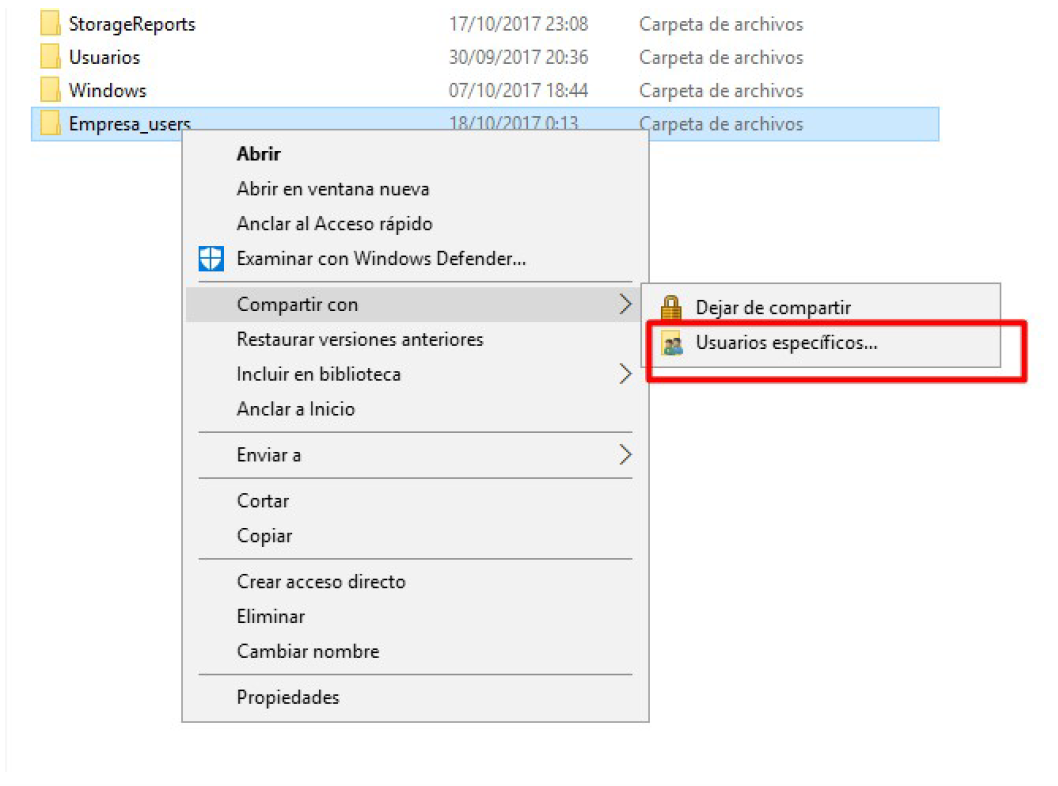 StorageReports 17/10/2017 23:08 Carpeta de archivos
Usuarios 30/09/2017 20:36 Carpeta de archivos
Windows 07/10/2017 18:44 Carpeta de archivos
Empresa_users 18/10/2017 0:13 Carpeta de archivos
Abrir
Abrir en ventana nueva
Anclar al Acceso rápido
Examinar con Windows Defender...
Compartir con
Restaurar versiones anteriores
Incluir en biblioteca
Anclar a Inicio
Enviar a
Cortar
Copiar
Crear acceso directo
Eliminar
Cambiar nombre
Propiedades
Dejar de compartir
Usuarios específicos...